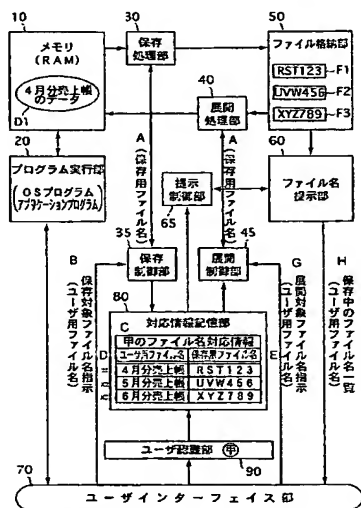 10
メモリ
(RAM)
4月分売上帳
のデータ
D1
20
プログラム実行部
(OSプログラム
アプリケーションプログラム)
30
保存
処理部
40
展開
処理部
50
ファイル格納部
RST123
F1
UVW456
F2
XYZ789
F3
60
ファイル名
提示部
65
提示
制御部
A
(保存用ファイル名)
A
(保存用ファイル名)
35
保存
制御部
45
展開
制御部
B
保存対象ファイル名指示
(ユーザ用ファイル名)
G
展開対象ファイル名指示
(ユーザ用ファイル名)
H
保存中のファイル名一覧
(ユーザ用ファイル名)
80
対応情報記憶部
C
甲のファイル名対応情報
ユーザ用ファイル名 保存用ファイル名
4月分売上帳 RST123
5月分売上帳 UVW456
6月分売上帳 XYZ789
D
E
ユーザ認識部 甲
90
70
ユーザインターフェイス部